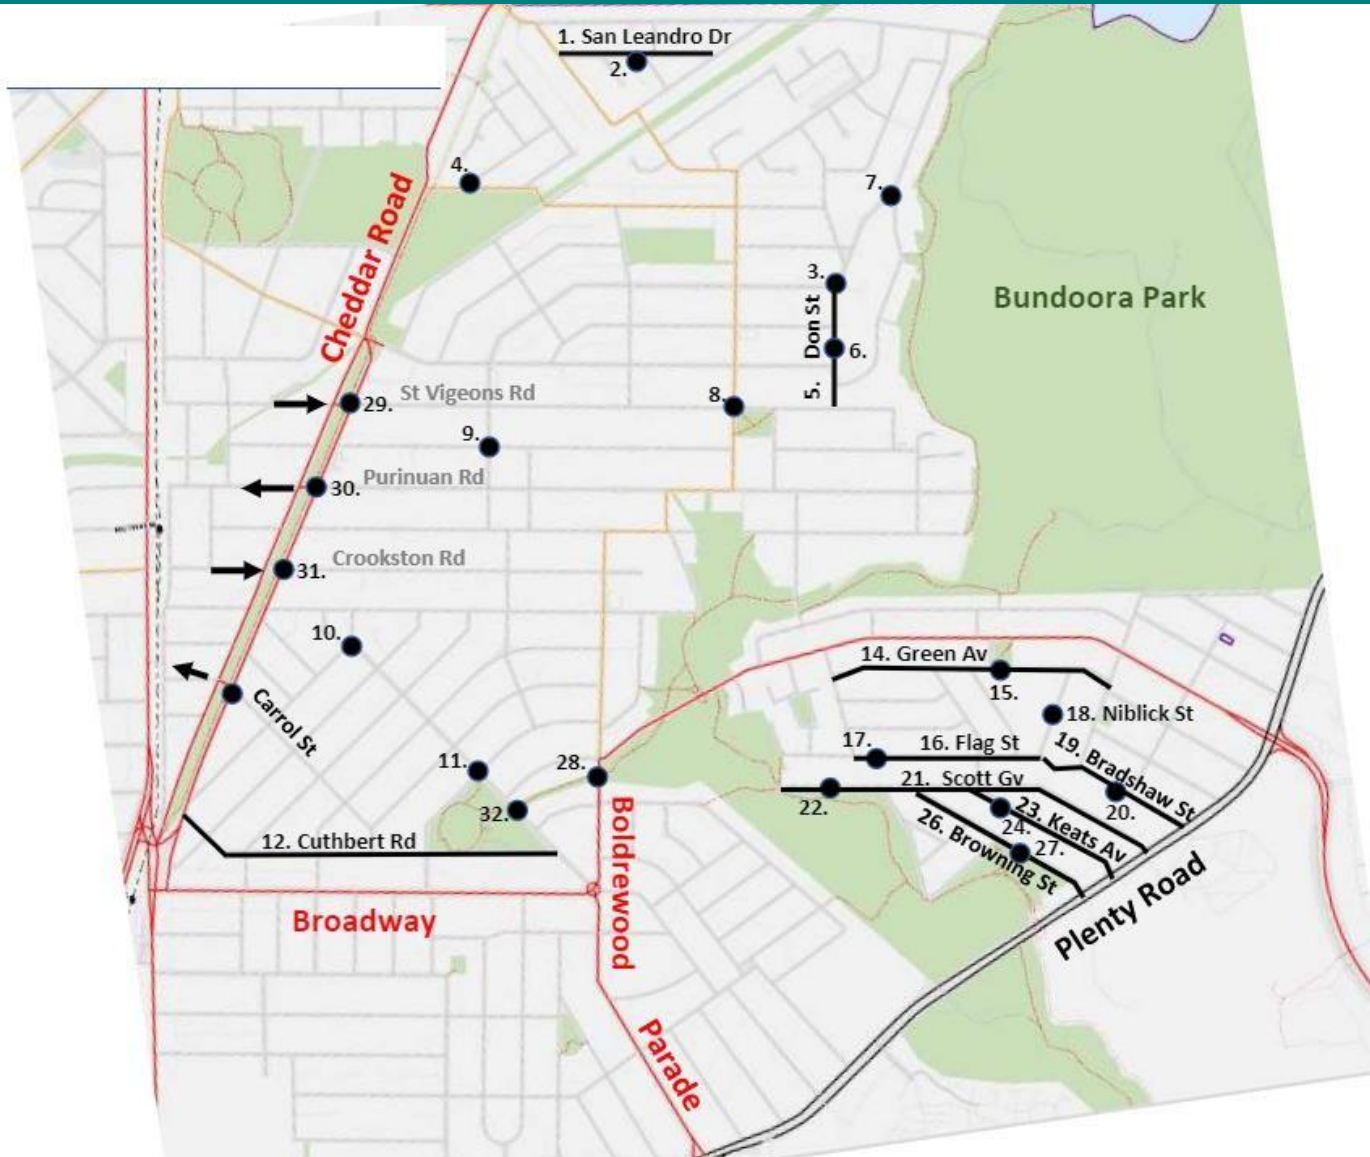 1. San Leandro Dr
2.
4.
7.
3.
Cheddar Road
Bundoora Park
Don St
6.
5.
8.
St Vigeons Rd
29.
9.
Purinuan Rd
30.
Crookston Rd
31.
10.
14. Green Av
15.
18. Niblick St
Carrol St
17.
16. Flag St
19. Bradshaw St
11.
28.
21. Scott Gv
22.
20.
32.
23. Keats Av
24.
26. Browning St
27.
12. Cuthbert Rd
Boldrewood
Parade
Broadway
Plenty Road